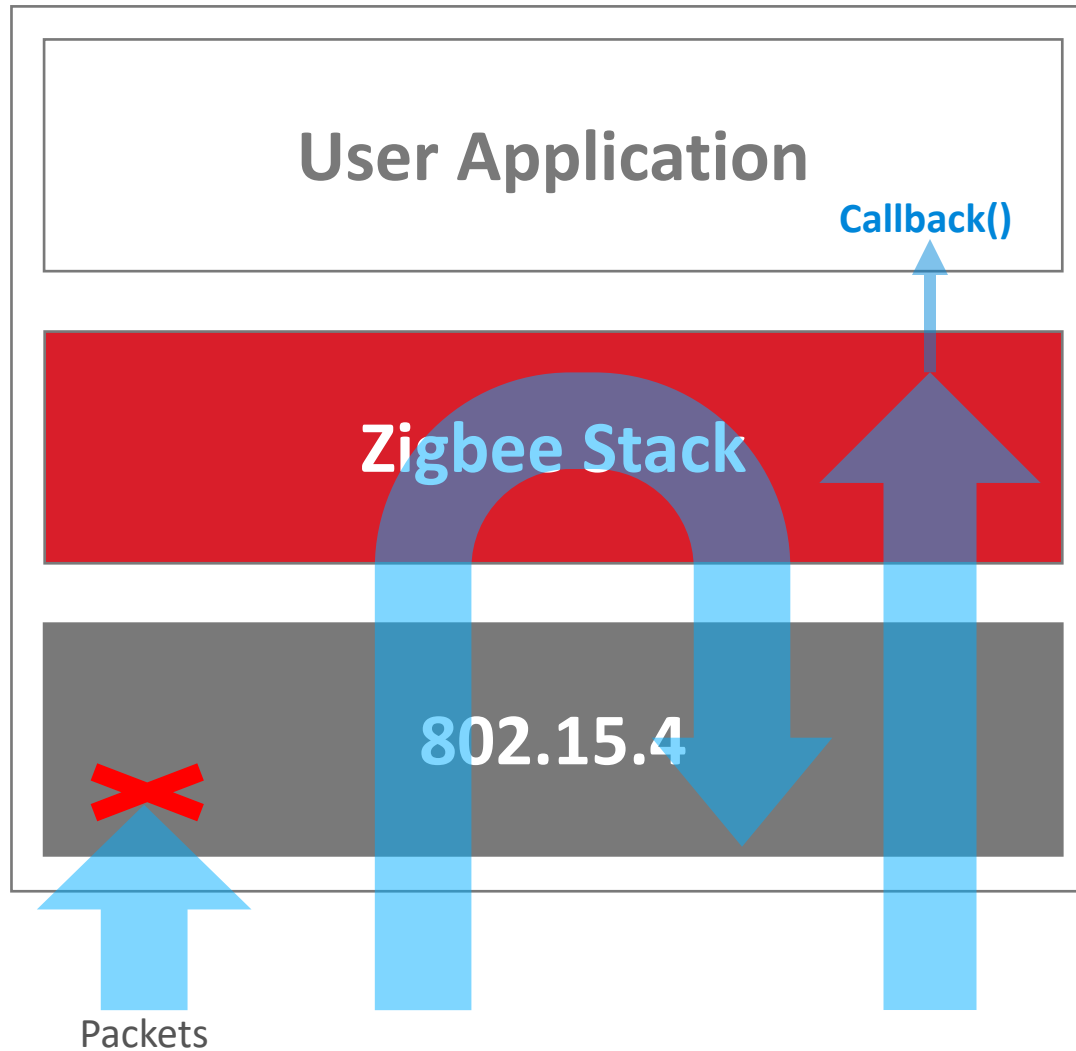 User Application
Callback()
Zigbee Stack
802.15.4
Packets